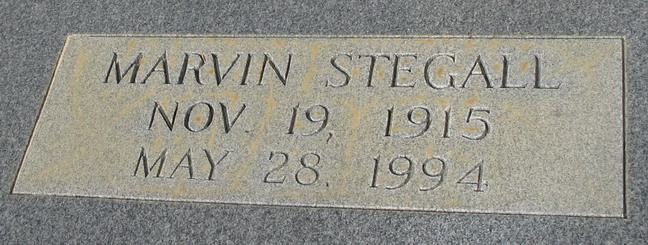 MARVIN STEGALL
NOV. 19, 1915
MAY 28, 1994